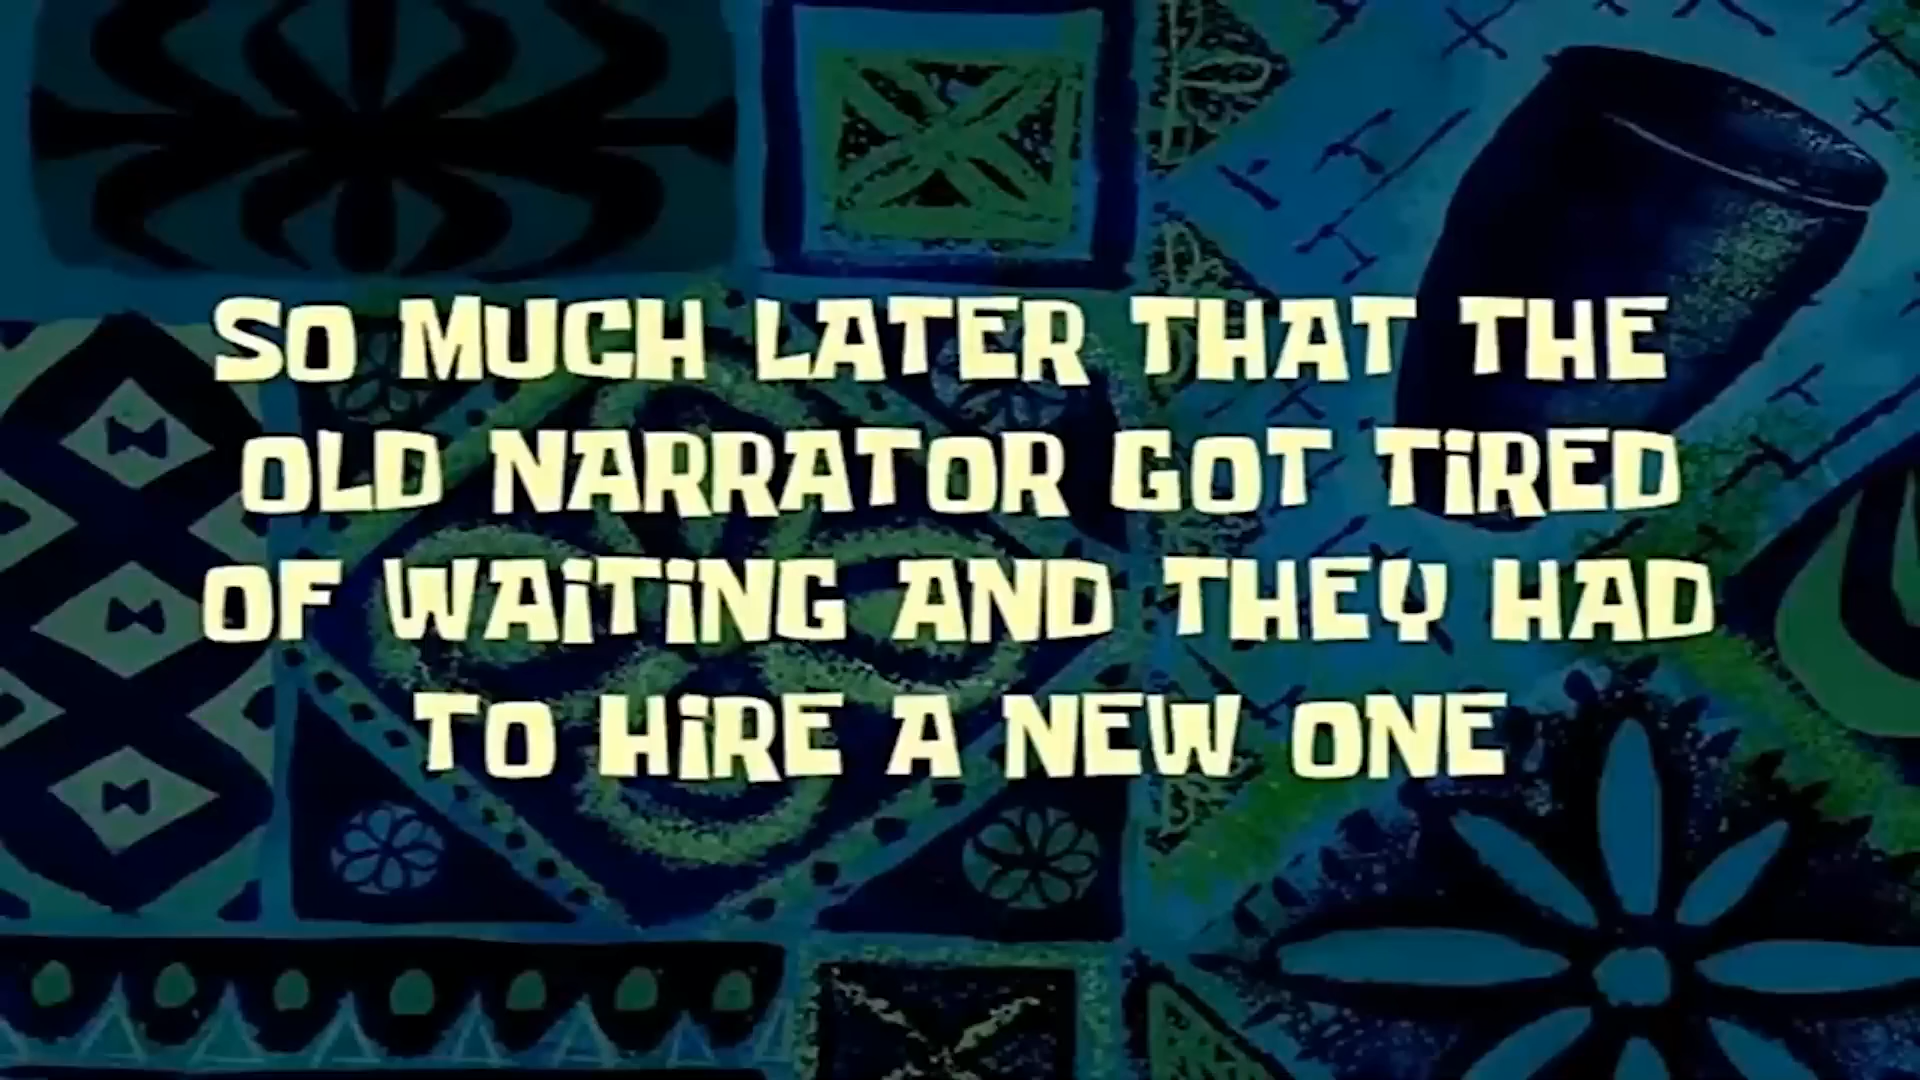 SO MUCH LATER THAT THE
OLD NARRATOR GOT TIRED
OF WAITING AND THEY HAD
TO HIRE A NEW ONE